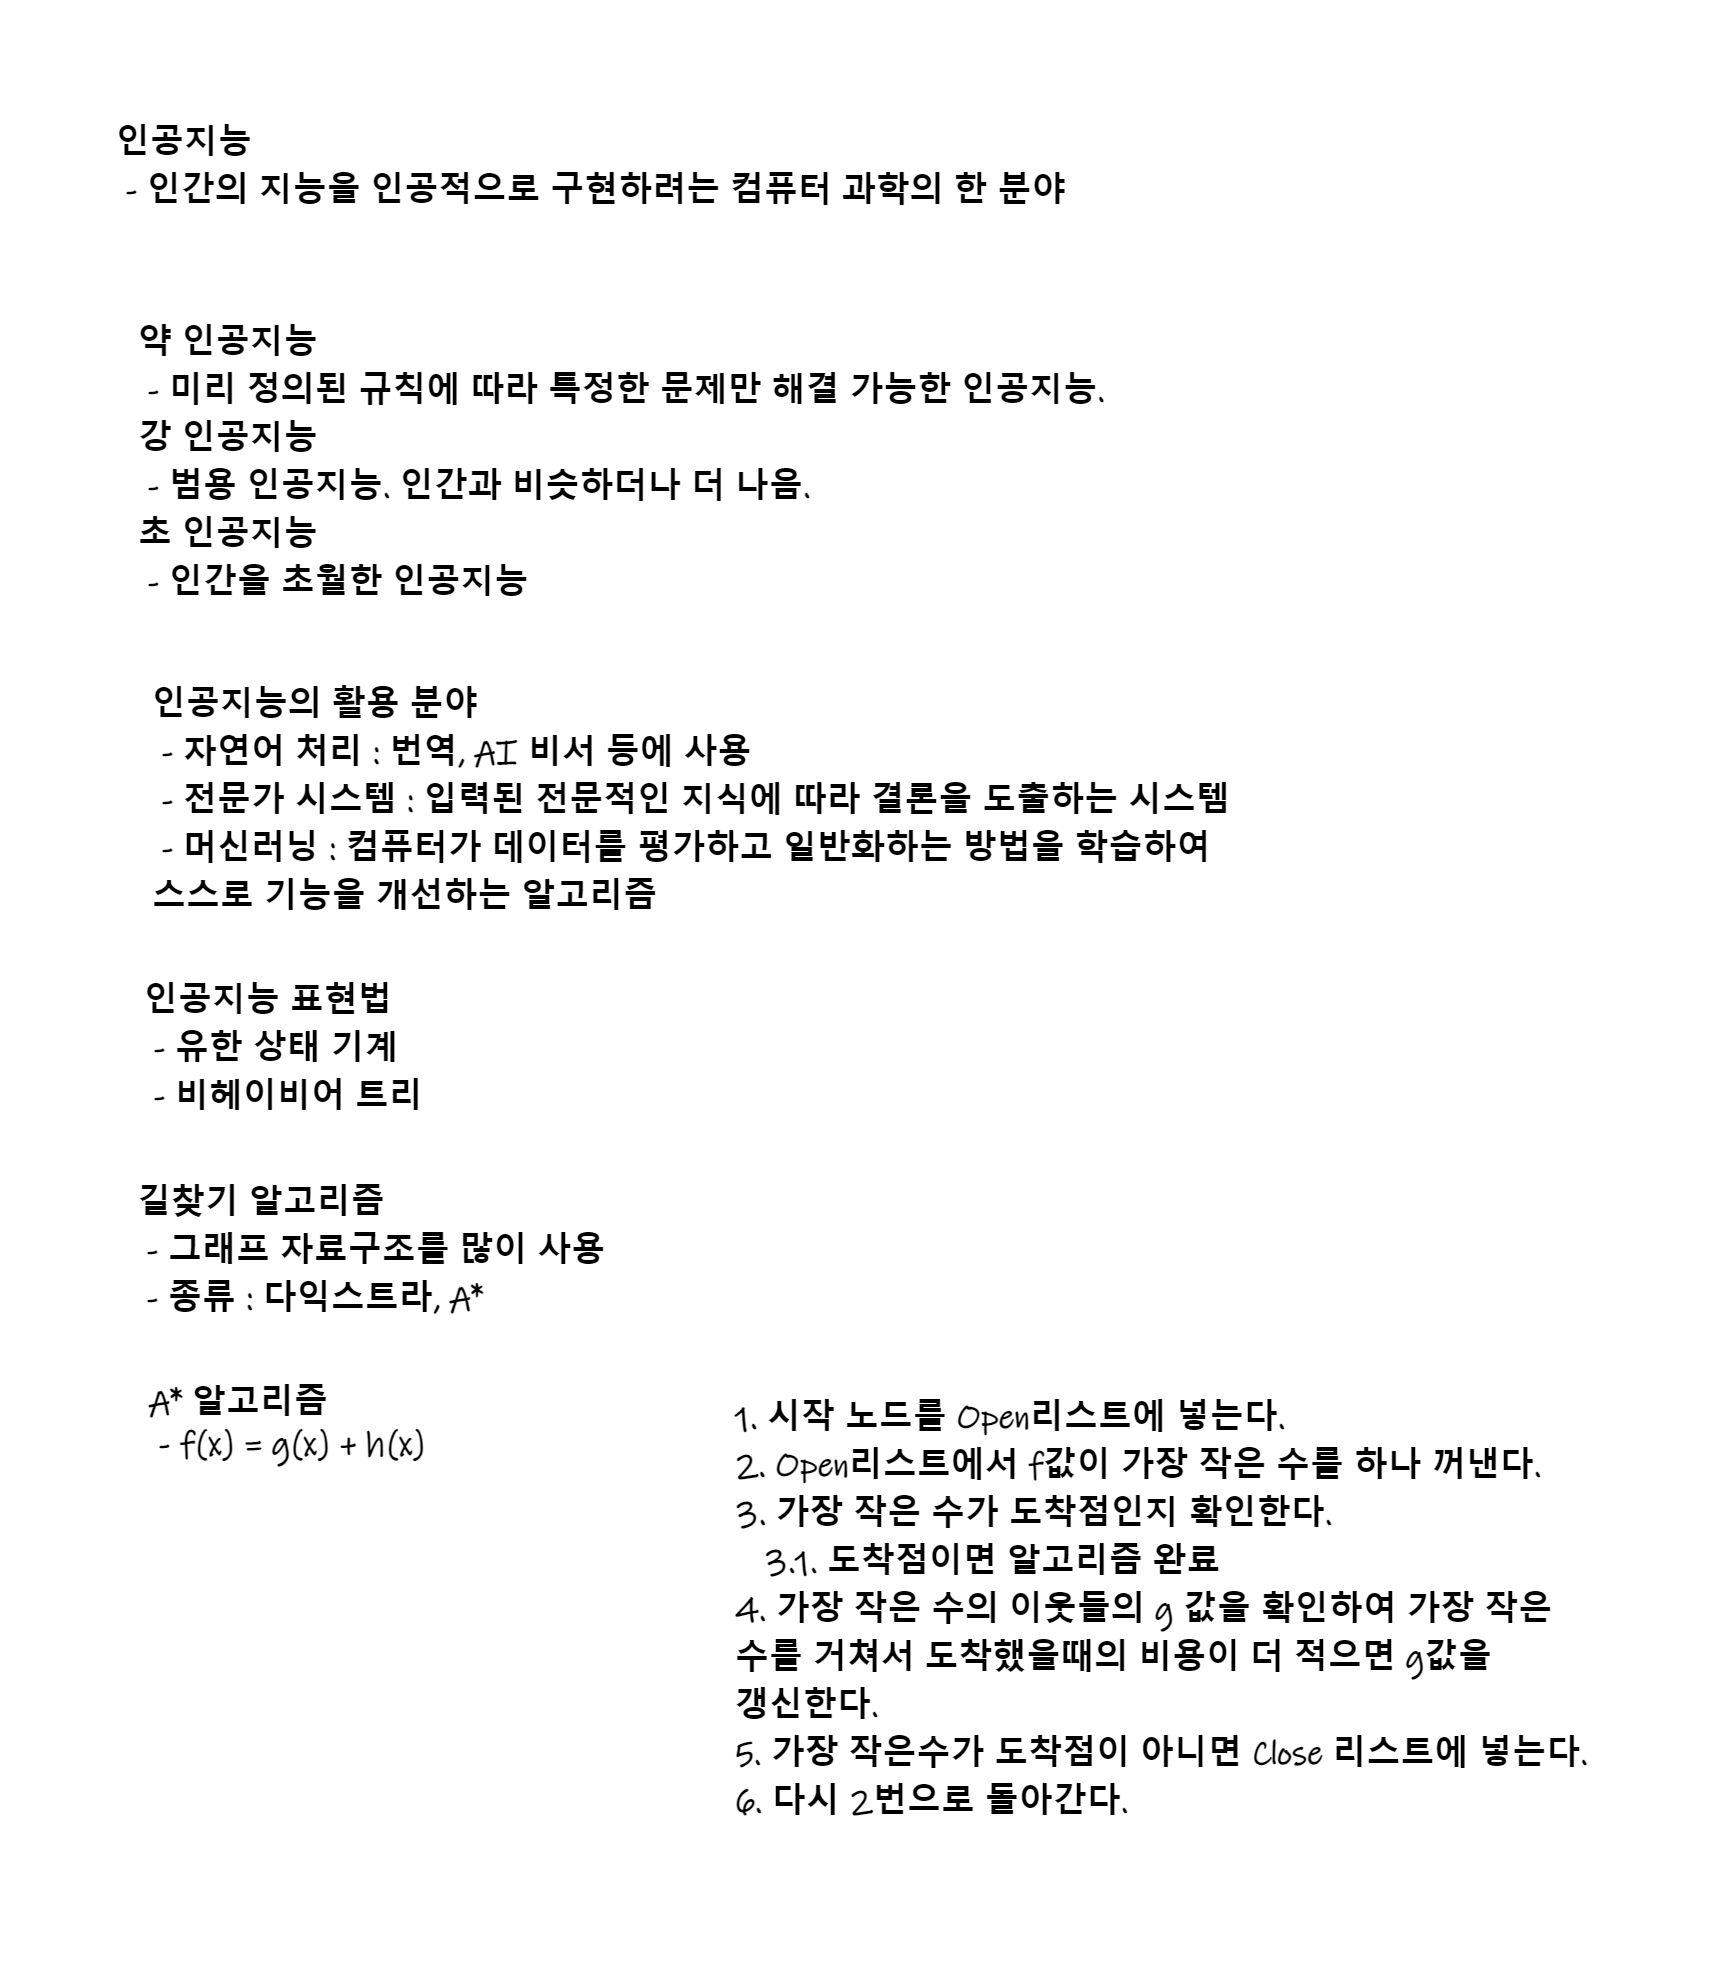 인공지능
- 인간의 지능을 인공적으로 구현하려는 컴퓨터 과학의 한 분야
약 인공지능
- 미리 정의된 규칙에 따라 특정한 문제만 해결 가능한 인공지능.
강 인공지능
- 범용 인공지능. 인간과 비슷하더나 더 나음.
초 인공지능
- 인간을 초월한 인공지능
인공지능의 활용 분야
- 자연어 처리 : 번역, AI 비서 등에 사용
- 전문가 시스템 : 입력된 전문적인 지식에 따라 결론을 도출하는 시스템
- 머신러닝 : 컴퓨터가 데이터를 평가하고 일반화하는 방법을 학습하여
스스로 기능을 개선하는 알고리즘
인공지능 표현법
- 유한 상태 기계
- 비헤이비어 트리
길찾기 알고리즘
- 그래프 자료구조를 많이 사용
- 종류 : 다익스트라, A*
A* 알고리즘
- f(x) = g(x) + h(x)
1. 시작 노드를 Open리스트에 넣는다.
2. Open리스트에서 f값이 가장 작은 수를 하나 꺼낸다.
3. 가장 작은 수가 도착점인지 확인한다.
3.1. 도착점이면 알고리즘 완료
4. 가장 작은 수의 이웃들의 g 값을 확인하여 가장 작은
수를 거쳐서 도착했을때의 비용이 더 적으면 g값을
갱신한다.
5. 가장 작은수가 도착점이 아니면 Close 리스트에 넣는다.
6. 다시 2번으로 돌아간다.